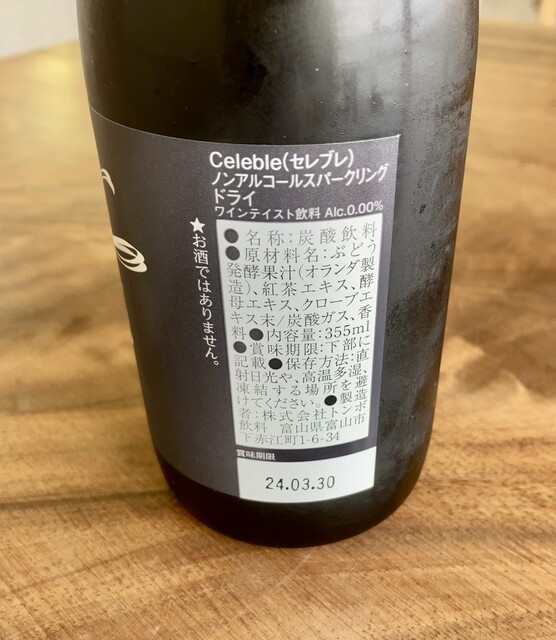 Celeble(セレブレ)
ノンアルコールスパークリング
ドライ
ワインテイスト飲料 Alc.0.00%
★お酒ではありません。
●名称:炭酸飲料
●原材料名:ぶどう
発酵果汁(オランダ製
造)、紅茶エキス、酵
母エキス、クローブエ
キス末/炭酸ガス、香
料●内容量:355ml
●賞味期限:下部に
記載●保存方法:直
射日光や、高温多湿、
凍結する場所を避
けてください。●製造
者:株式会社トンボ
飲料 富山県富山市
下赤江町1-6-34
賞味期限
24.03.30